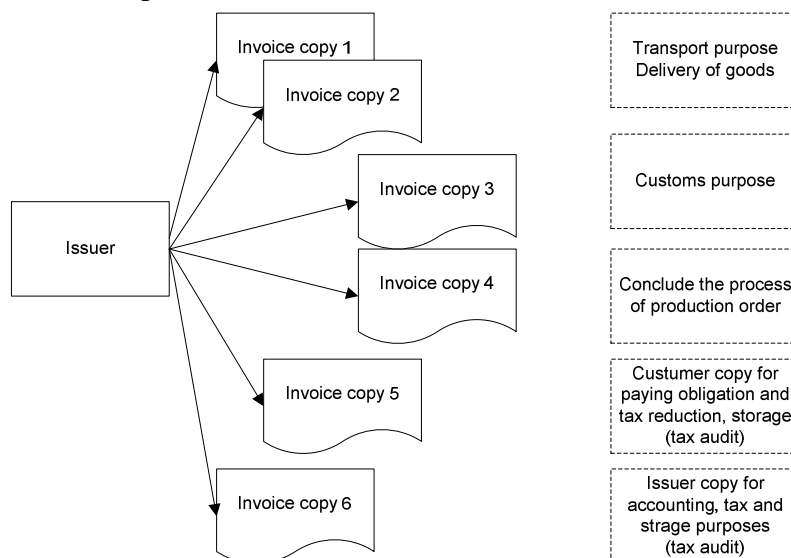 Invoice copy 1
Invoice copy 2
Invoice copy 3
Invoice copy 4
Invoice copy 5
Invoice copy 6
Issuer
Transport purpose
Delivery of goods
Customs purpose
Conclude the process
of production order
Custumer copy for
paying obligation and
tax reduction, storage
(tax audit)
Issuer copy for
accounting, tax and
strage purposes
(tax audit)